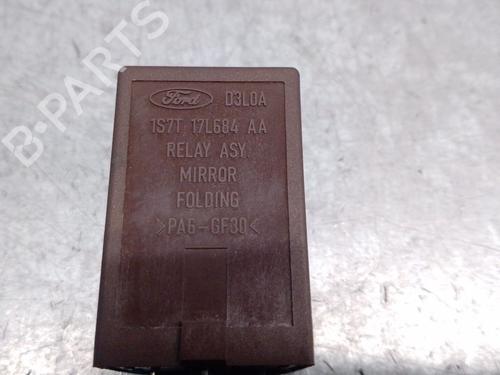 Ford D3L0A
1S7T 17L684 AA
RELAY ASY
MIRROR
FOLDING
>PA6-GF30<
B-PARTS